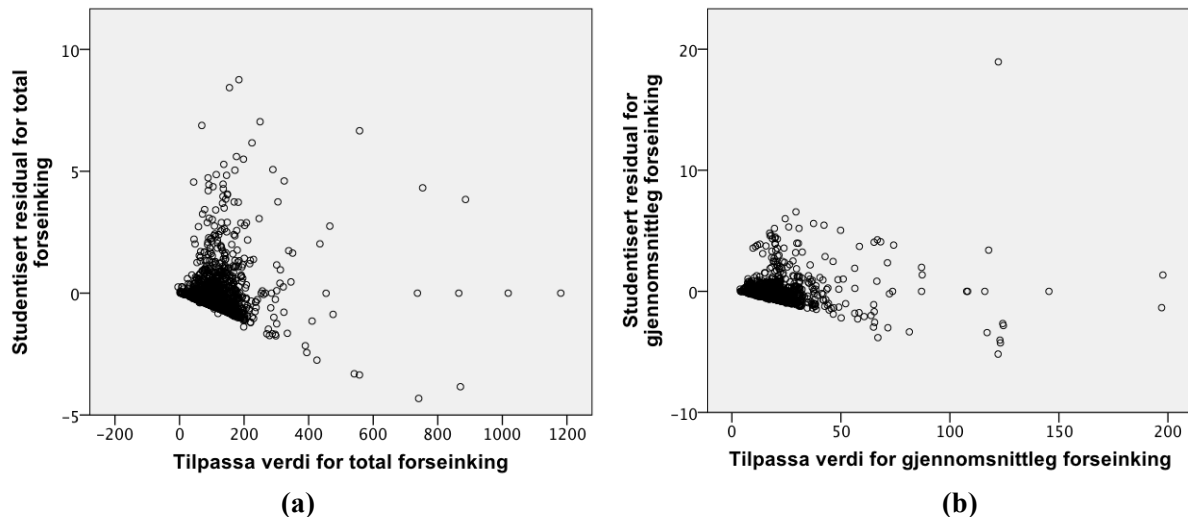 Studentisert residual for total
forseinking
10
5
0
−5
−200
0
200
400
600
800
1000
1200
Tilpassa verdi for total forseinking
(a)
Studentisert residual for
gjennomsnittleg forseinking
20
10
0
−10
0
50
100
150
200
Tilpassa verdi for gjennomsnittleg forseinking
(b)